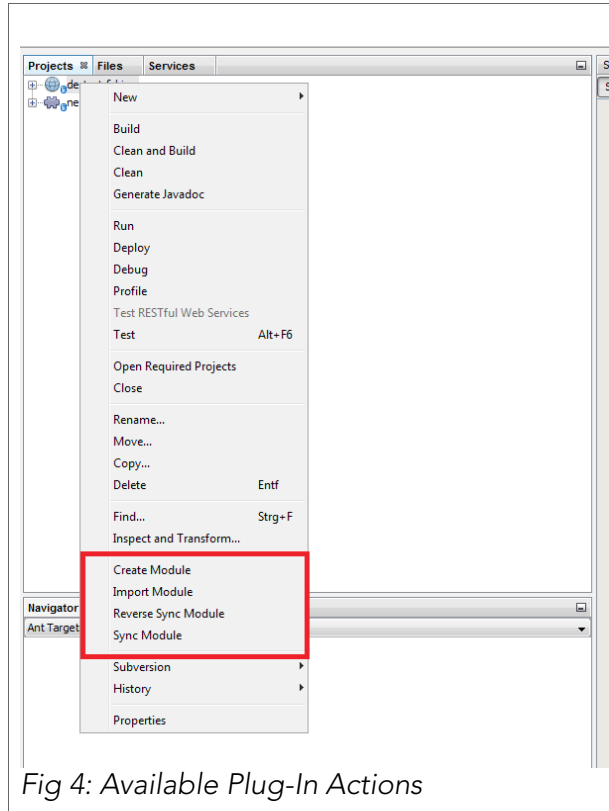 Projects Files Services
New
Build
Clean and Build
Clean
Generate Javadoc
Run
Deploy
Debug
Profile
Test RESTful Web Services
Test Alt+F6
Open Required Projects
Close
Rename...
Move...
Copy...
Delete Entf
Find... Strg+F
Inspect and Transform...
Create Module
Import Module
Reverse Sync Module
Sync Module
Navigator
Ant Target
Subversion
History
Properties
Fig 4: Available Plug-In Actions